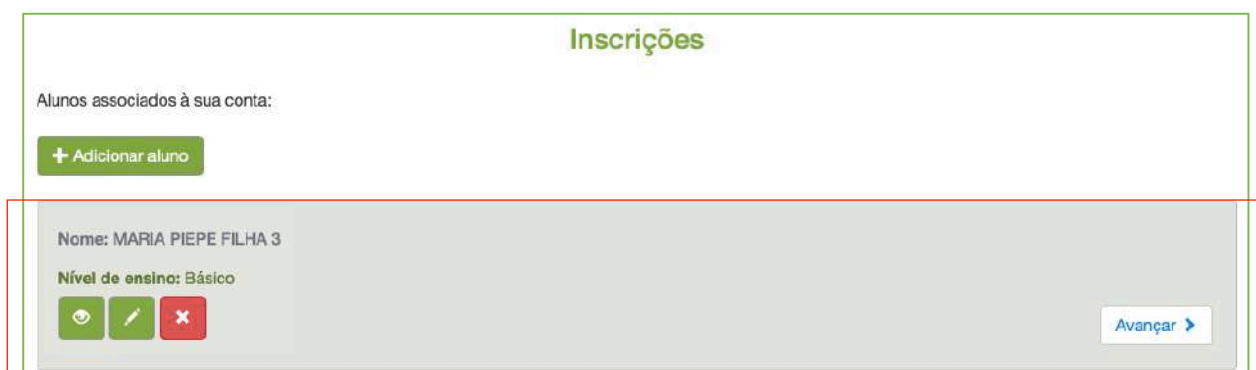 Inscrições
Alunos associados à sua conta:
Adicionar aluno
Nome: MARIA PIEPE FILHA 3
Nível de ensino: Básico
Avançar